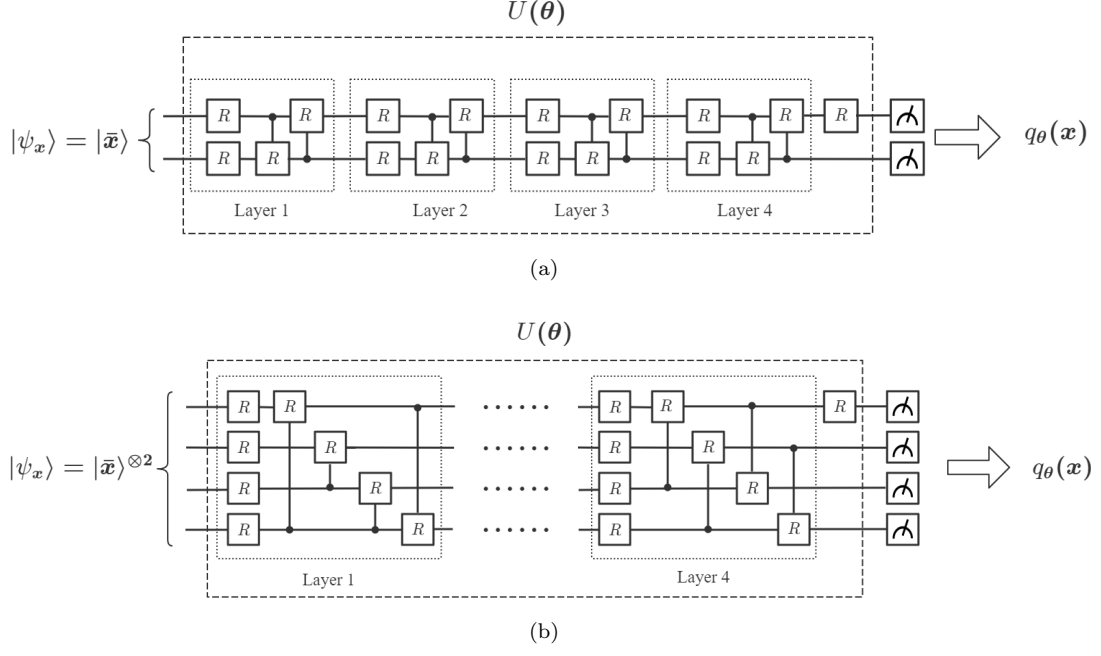 U(θ)
|ψ_x⟩ = |x̄⟩
R R R R R R R R R
q_θ(x)
R R R R R R R R
Layer 1 Layer 2 Layer 3 Layer 4
(a)
U(θ)
R R ...... R R R
R R ...... R R
|ψ_x⟩ = |x̄⟩^⊗2
q_θ(x)
R R ...... R R
R R ...... R R
Layer 1 Layer 4
(b)